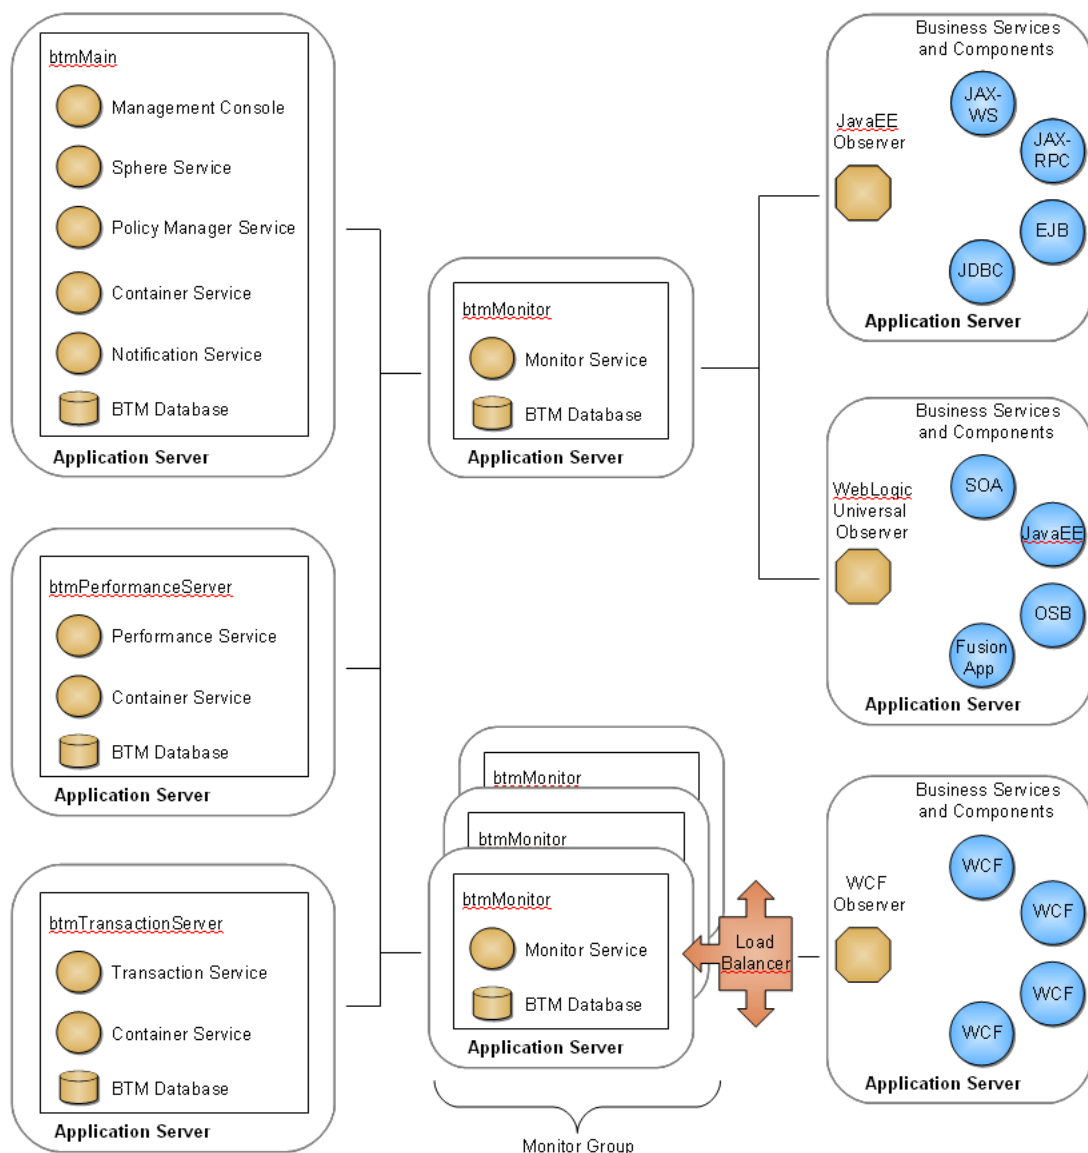 btmMain
Management Console
Sphere Service
Policy Manager Service
Container Service
Notification Service
BTM Database
Application Server
btmPerformanceServer
Performance Service
Container Service
BTM Database
Application Server
btmTransactionServer
Transaction Service
Container Service
BTM Database
Application Server
btmMonitor
Monitor Service
BTM Database
Application Server
btmMonitor
btmMonitor
btmMonitor
Monitor Service
BTM Database
Application Server
Monitor Group
Load
Balancer
Business Services
and Components
JavaEE
Observer
JAX-
WS
JAX-
RPC
EJB
JDBC
Application Server
Business Services
and Components
WebLogic
Universal
Observer
SOA
JavaEE
OSB
Fusion
App
Application Server
Business Services
and Components
WCF
Observer
WCF
WCF
WCF
WCF
Application Server